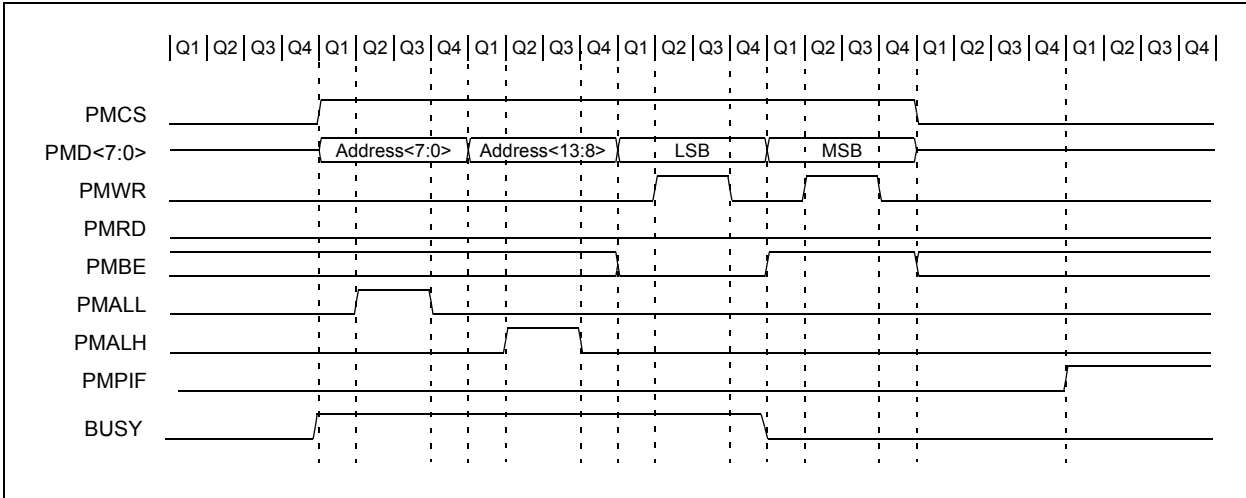 Q1 Q2 Q3 Q4 Q1 Q2 Q3 Q4 Q1 Q2 Q3 Q4 Q1 Q2 Q3 Q4 Q1 Q2 Q3 Q4 Q1 Q2 Q3 Q4 Q1 Q2 Q3 Q4
PMCS
PMD<7:0> Address<7:0> Address<13:8> LSB MSB
PMWR
PMRD
PMBE
PMALL
PMALH
PMPIF
BUSY